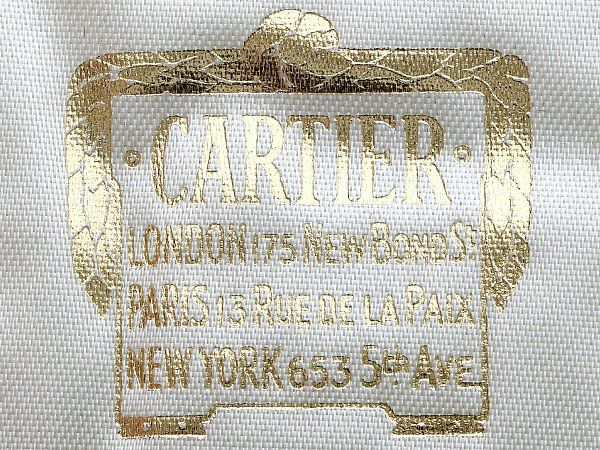 · CARTIER ·
LONDON 175 NEW BOND St.
PARIS 13 RUE DE LA PAIX
NEW YORK 653 5th AVE